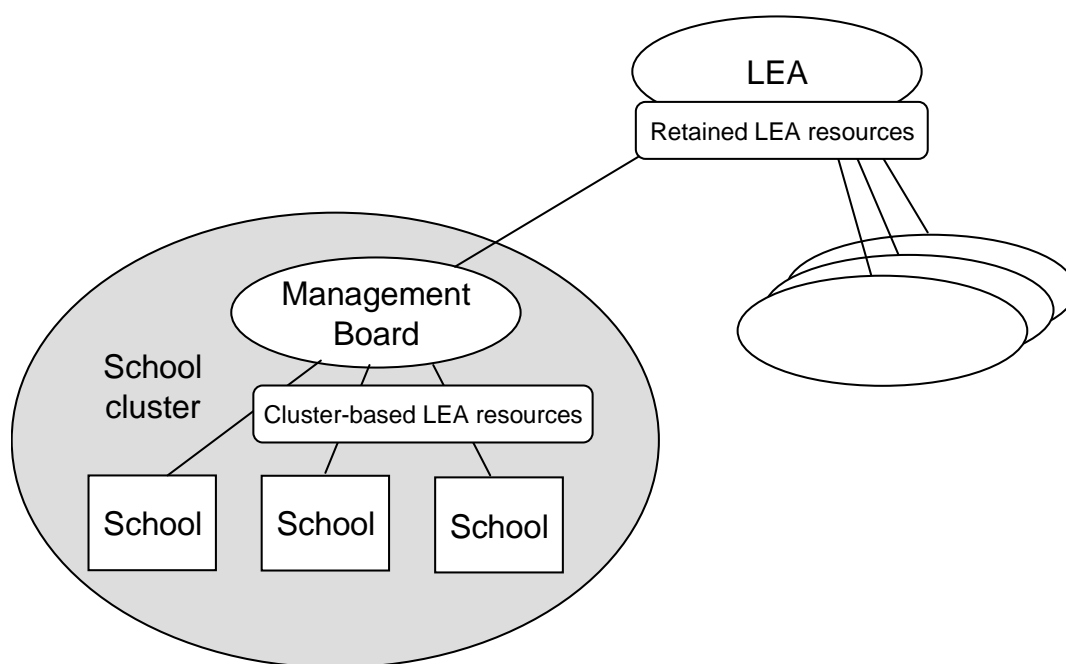 LEA
Retained LEA resources
Management
Board
School
cluster
Cluster-based LEA resources
School
School
School